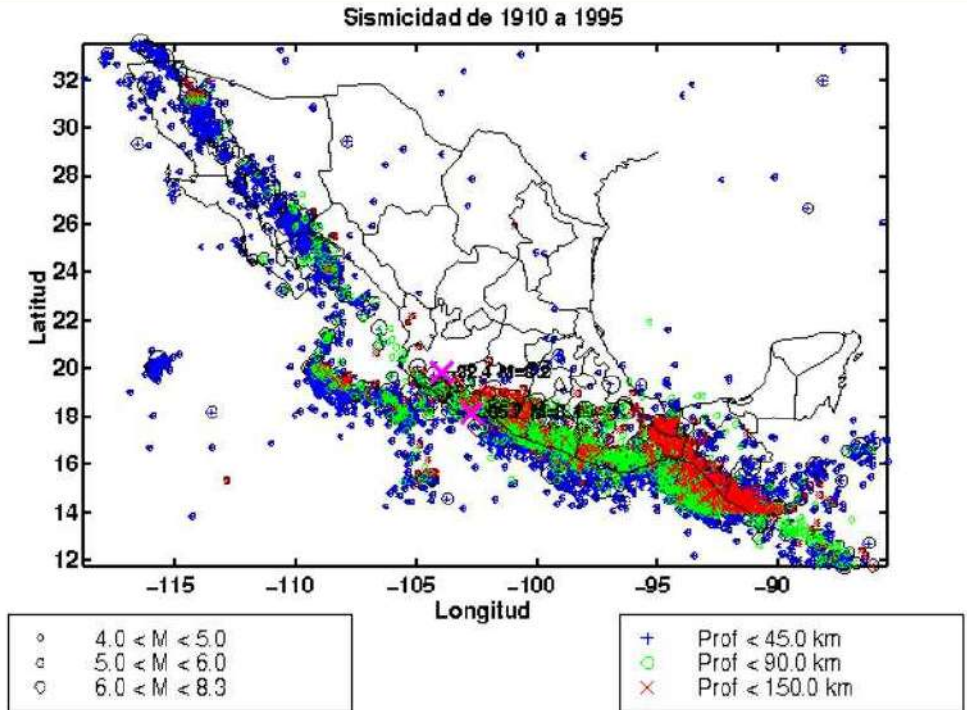 Sismicidad de 1910 a 1995
32
30
28
26
24
22
20
18
16
14
12
Latitud
−115 −110 −105 −100 −95 −90
Longitud
4.0 < M < 5.0
5.0 < M < 6.0
6.0 < M < 8.3
Prof < 45.0 km
Prof < 90.0 km
Prof < 150.0 km